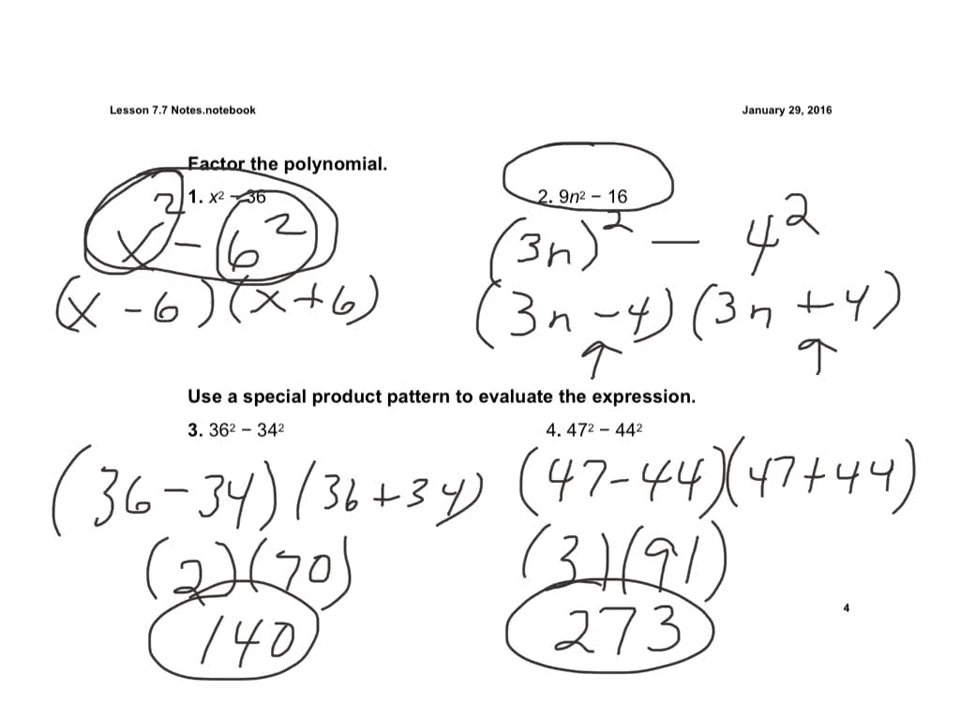 Lesson 7.7 Notes.notebook January 29, 2016
Factor the polynomial.
1. x² – 36 2. 9n² – 16
x² – 6² (3n)² – 4²
(x – 6)(x + 6) (3n – 4)(3n + 4)
Use a special product pattern to evaluate the expression.
3. 36² – 34² 4. 47² – 44²
(36 – 34)(36 + 34) (47 – 44)(47 + 44)
(2)(70) (3)(91)
140 273
4